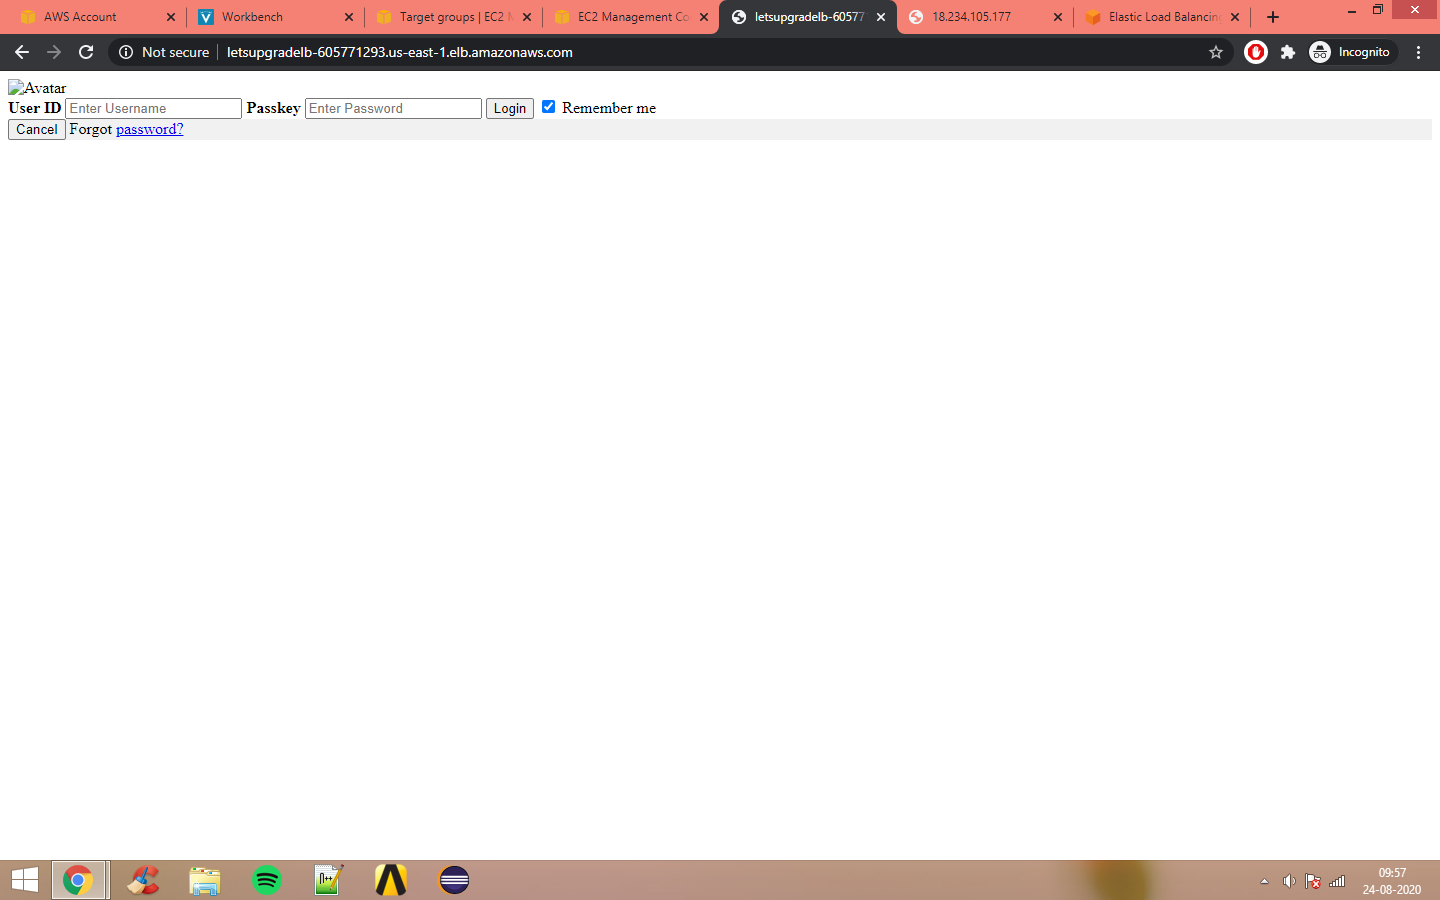 AWS Account
Workbench
Target groups | EC2 M
EC2 Management Co
letsupgradelb-60577
18.234.105.177
Elastic Load Balancing
Not secure
letsupgradelb-605771293.us-east-1.elb.amazonaws.com
Incognito
Avatar
User ID Enter Username Passkey Enter Password Login Remember me
Cancel Forgot password?
09:57
24-08-2020